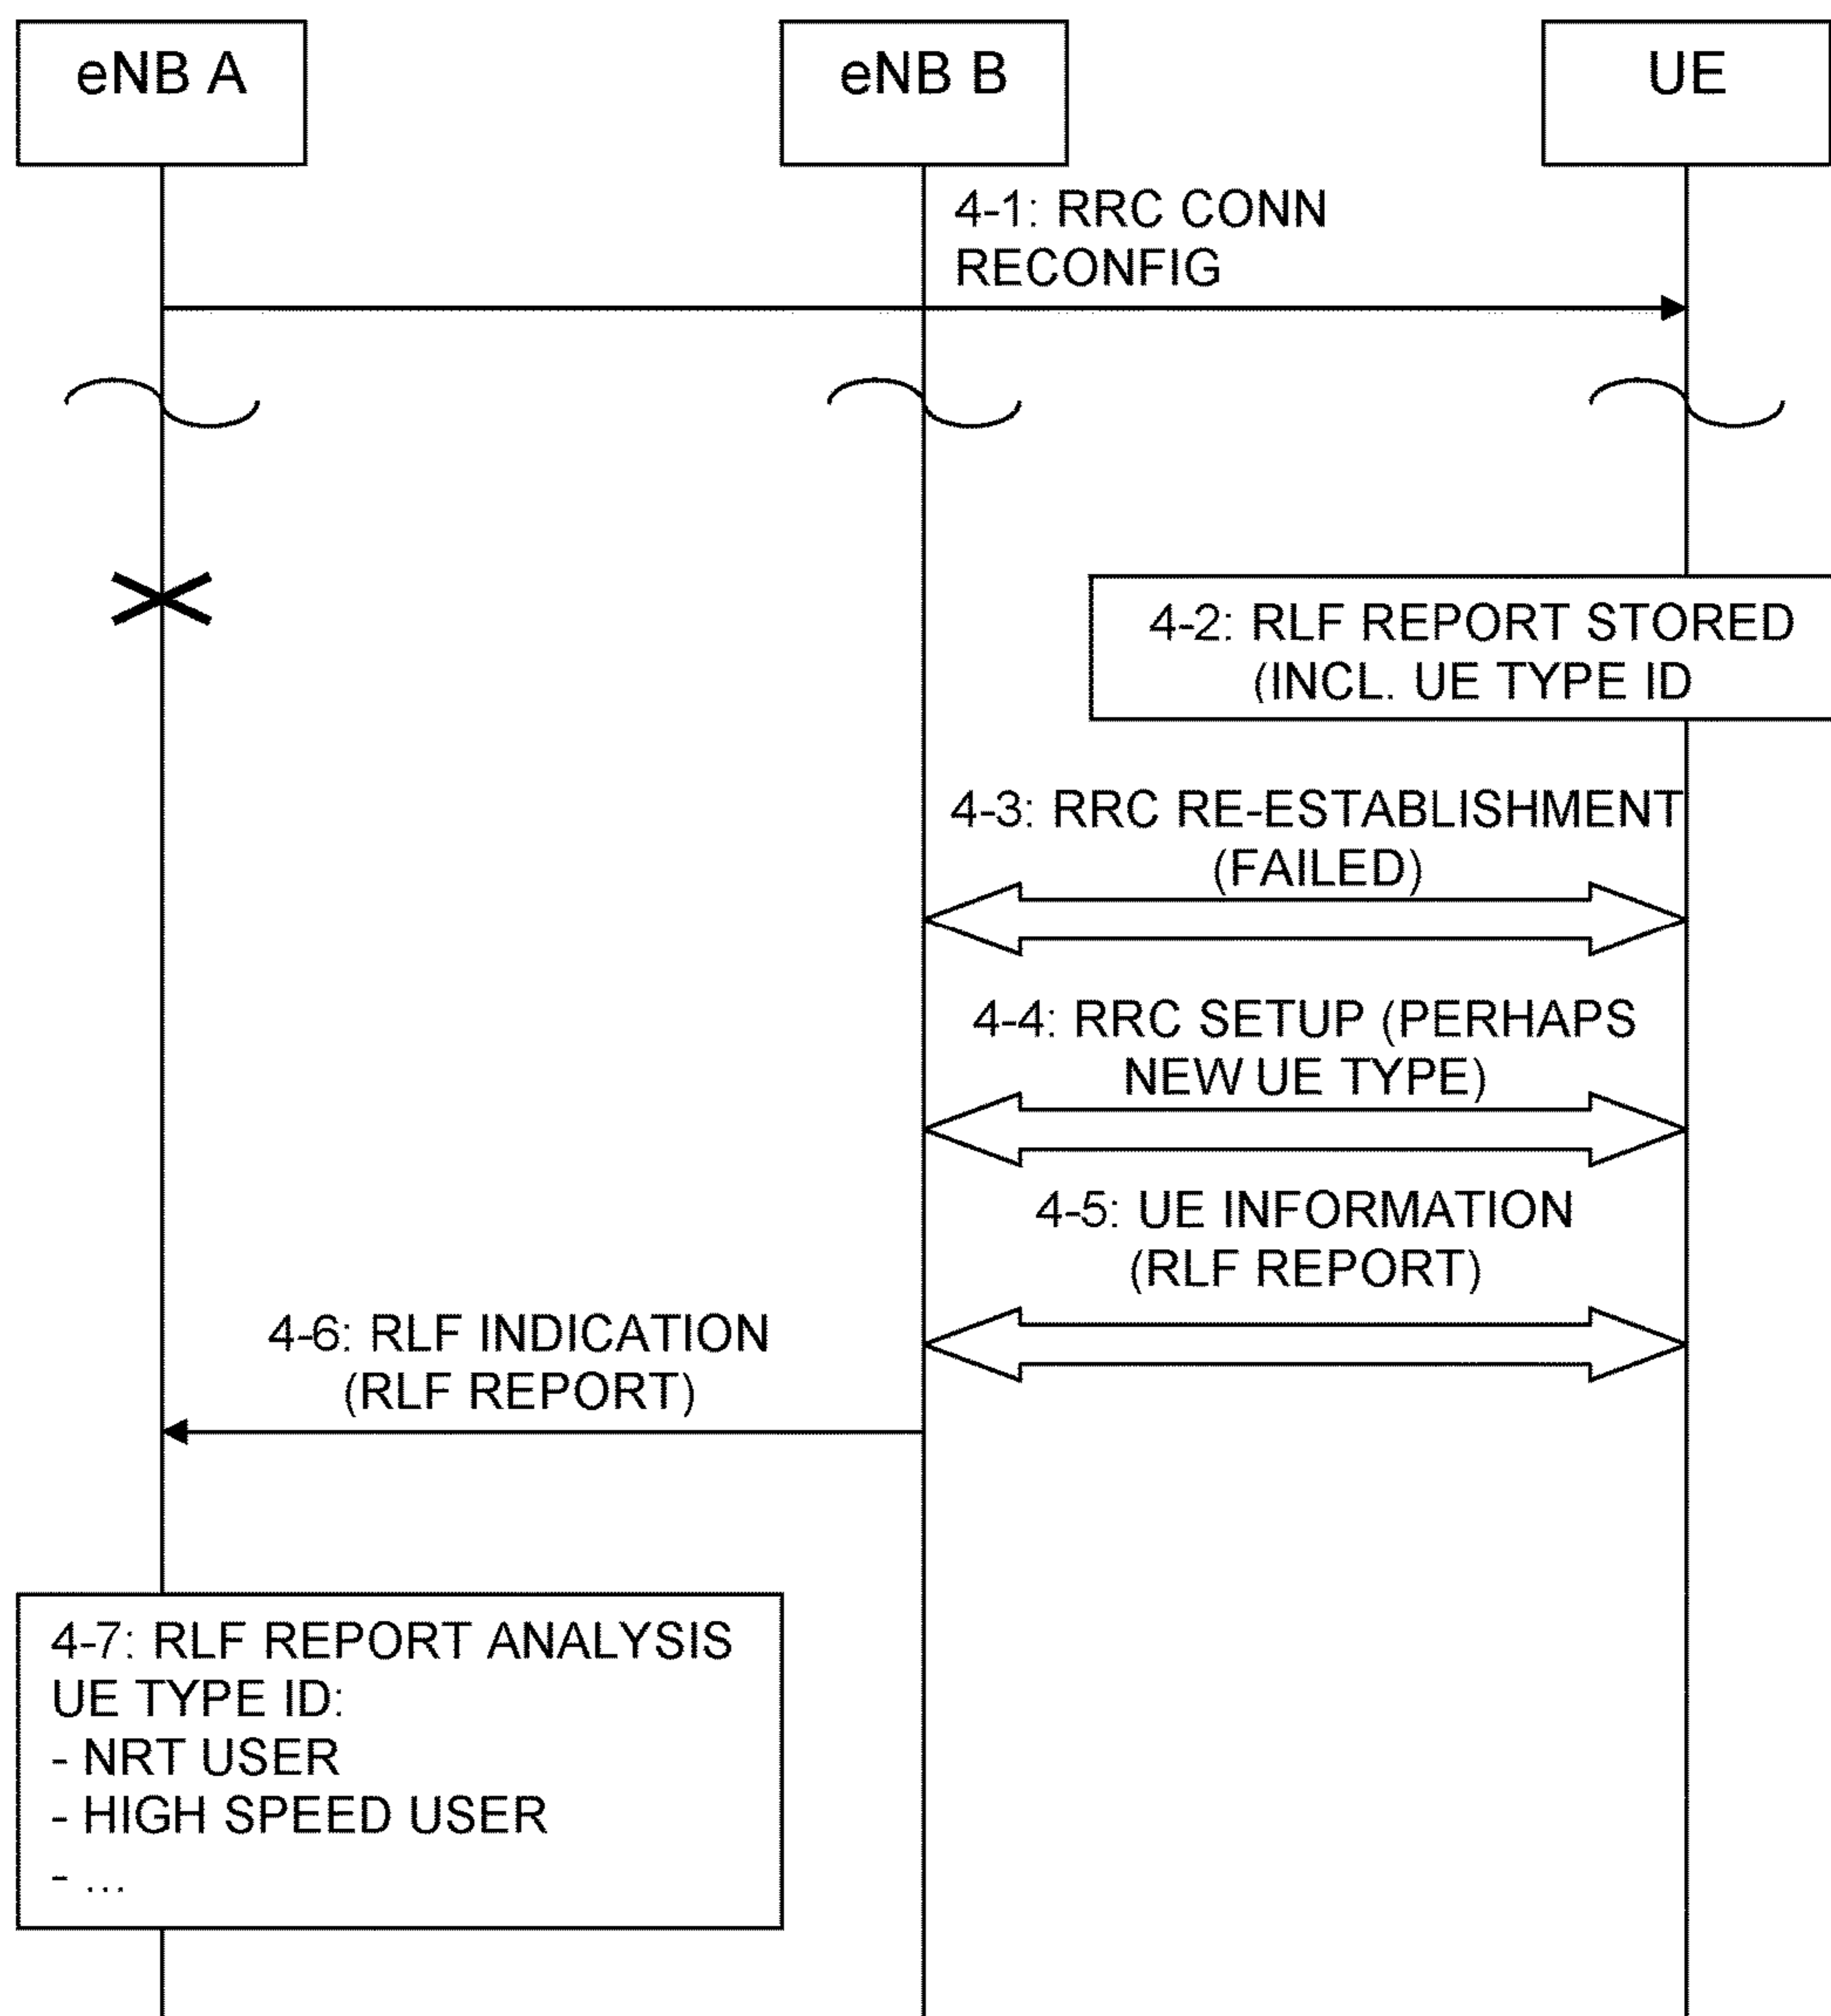 eNB A
eNB B
UE
4-1: RRC CONN
RECONFIG
4-2: RLF REPORT STORED
(INCL. UE TYPE ID
4-3: RRC RE-ESTABLISHMENT
(FAILED)
4-4: RRC SETUP (PERHAPS
NEW UE TYPE)
4-5: UE INFORMATION
(RLF REPORT)
4-6: RLF INDICATION
(RLF REPORT)
4-7: RLF REPORT ANALYSIS
UE TYPE ID:
- NRT USER
- HIGH SPEED USER
- ...